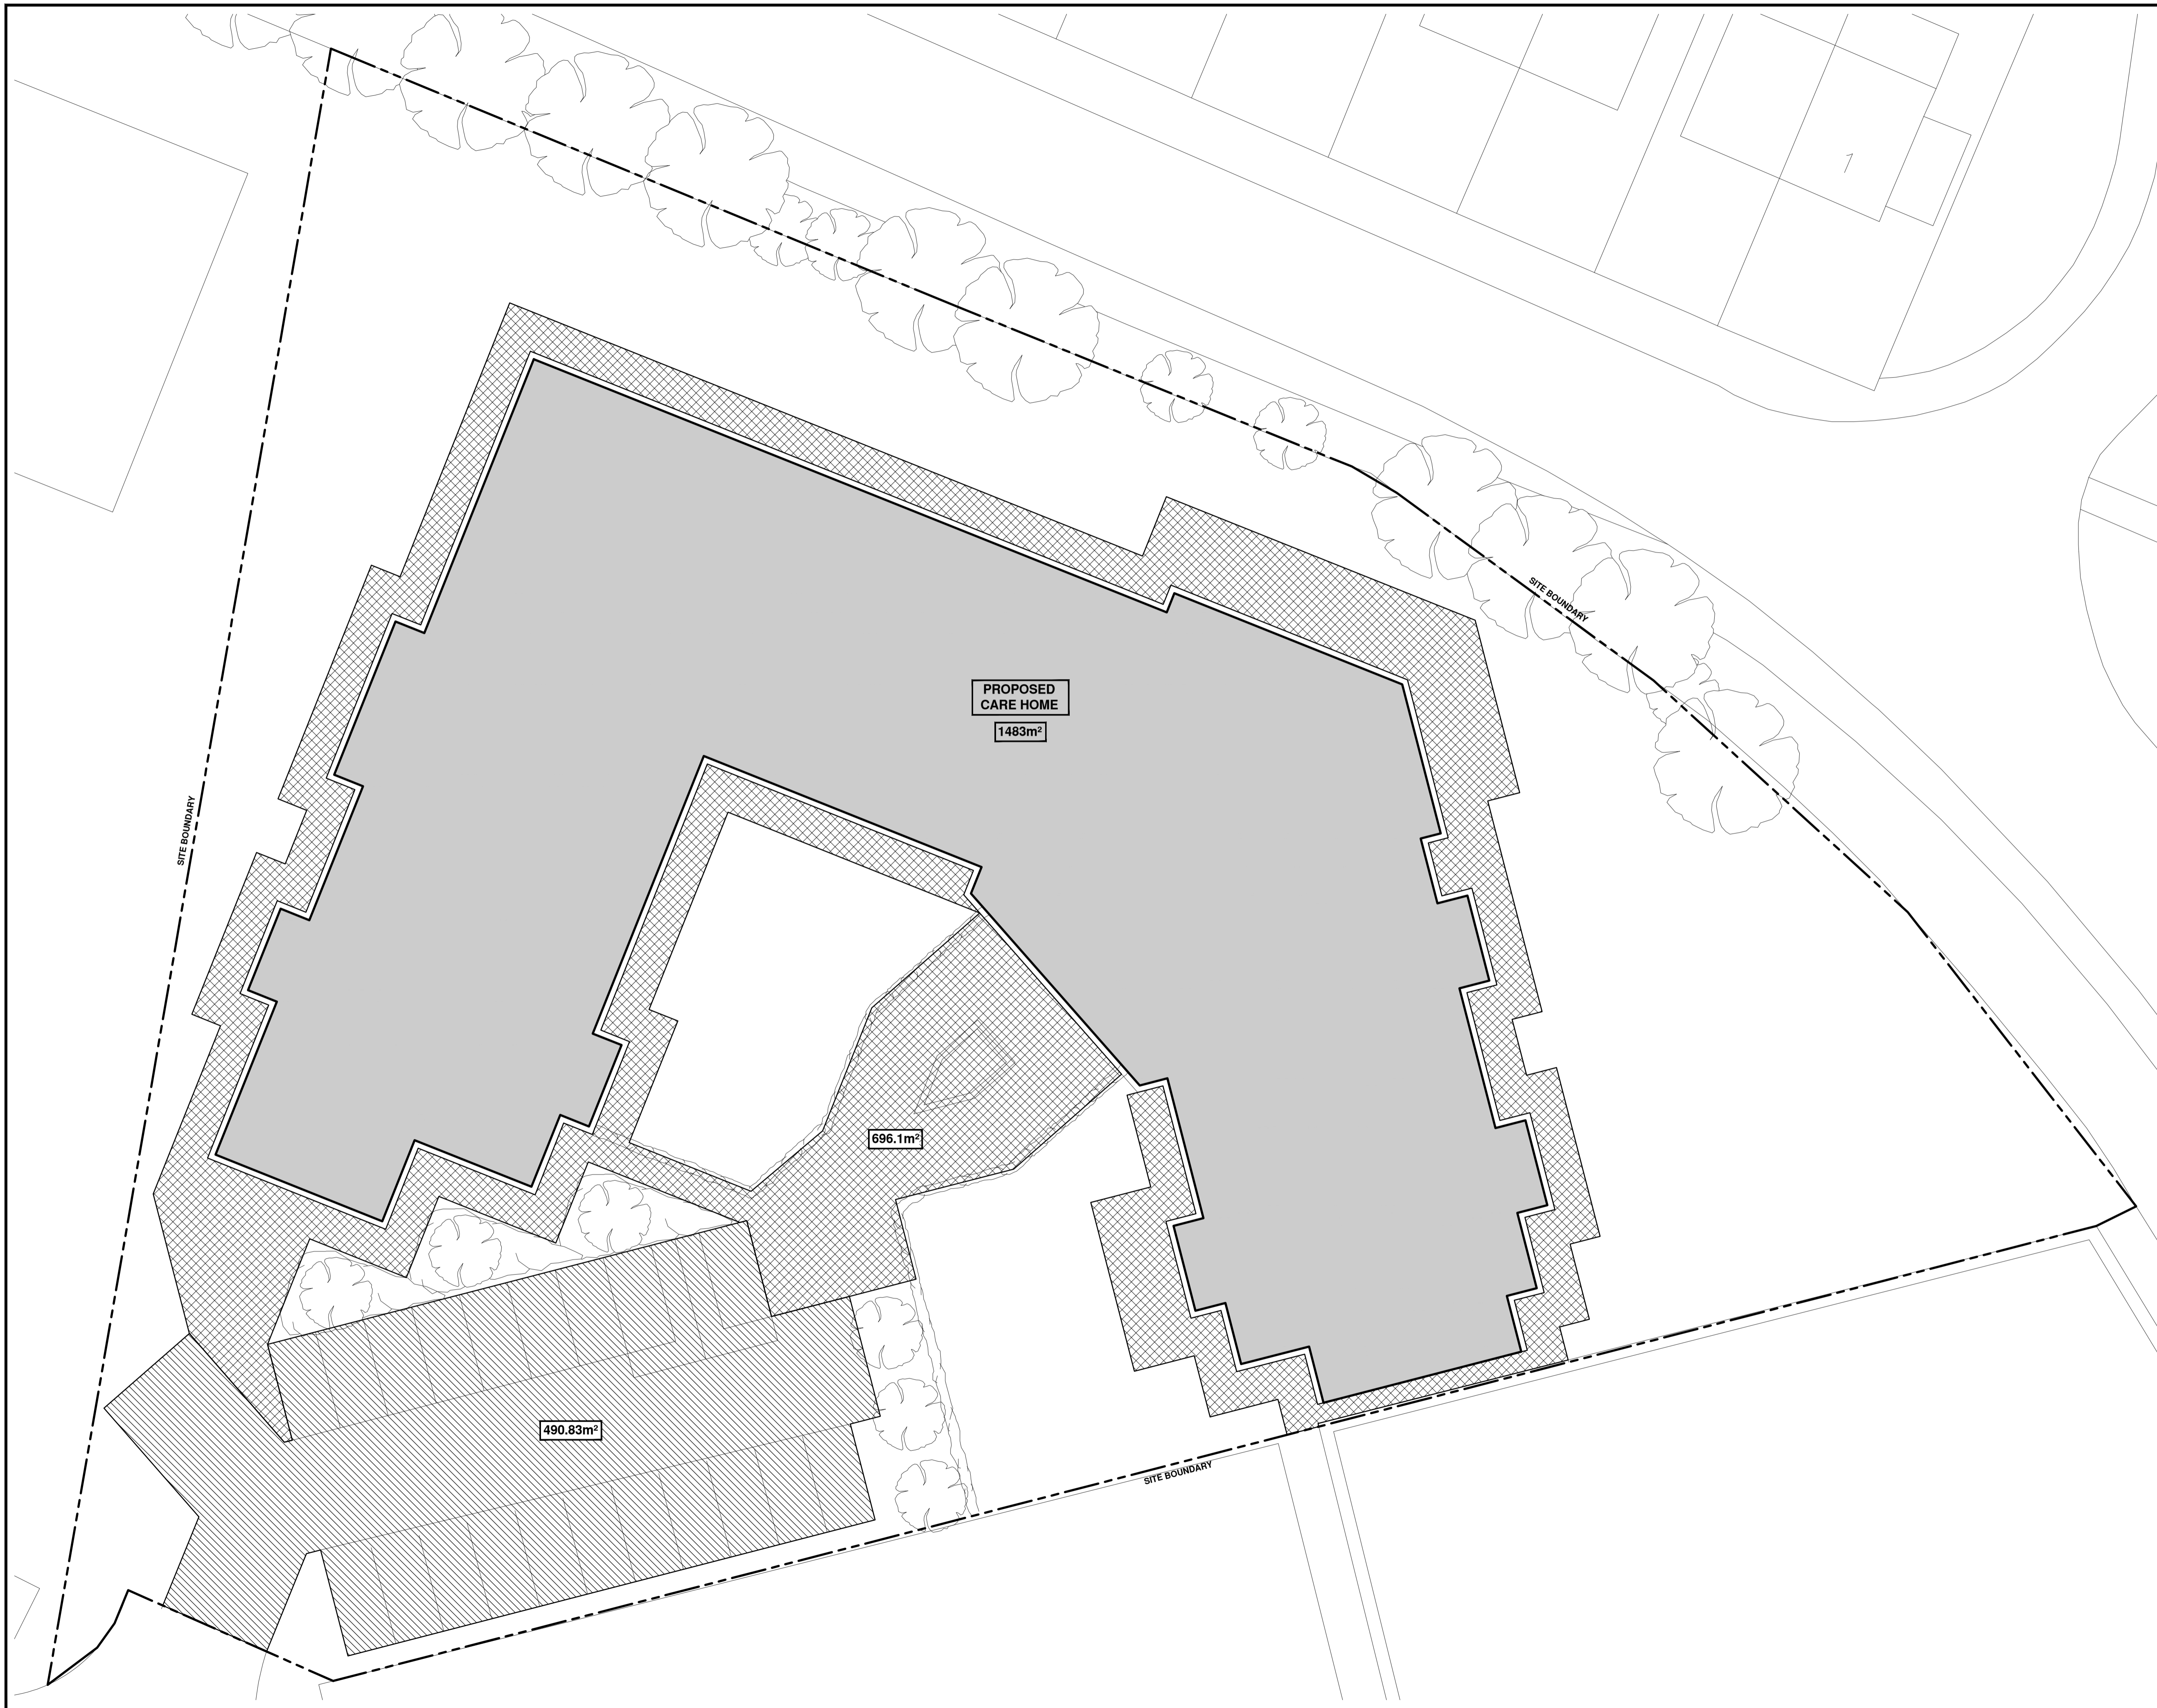 1
SITE BOUNDARY
PROPOSED
CARE HOME
1483m²
SITE BOUNDARY
696.1m²
490.83m²
SITE BOUNDARY